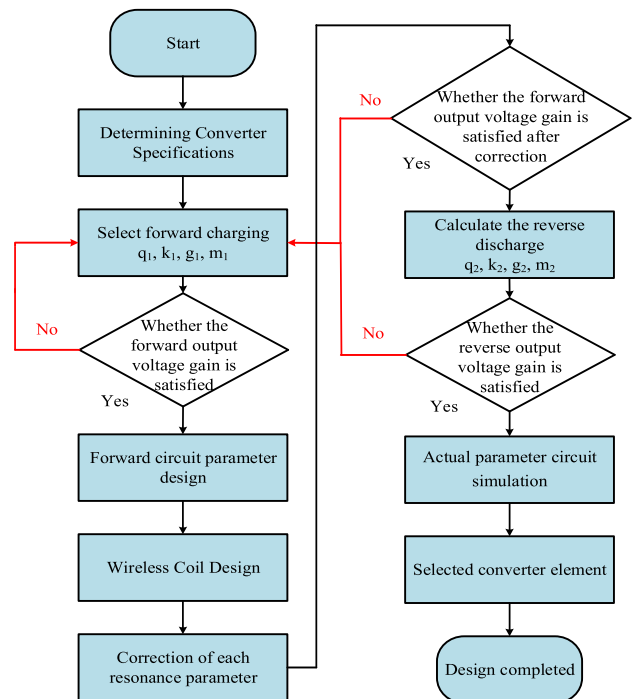 Start
Determining Converter
Specifications
Select forward charging
q₁, k₁, g₁, m₁
No
Whether the
forward output
voltage gain is
satisfied
Yes
Forward circuit parameter
design
Wireless Coil Design
Correction of each
resonance parameter
No
Whether the forward
output voltage gain is
satisfied after
correction
Yes
Calculate the reverse
discharge
q₂, k₂, g₂, m₂
No
Whether the
reverse output
voltage gain is
satisfied
Yes
Actual parameter circuit
simulation
Selected converter element
Design completed